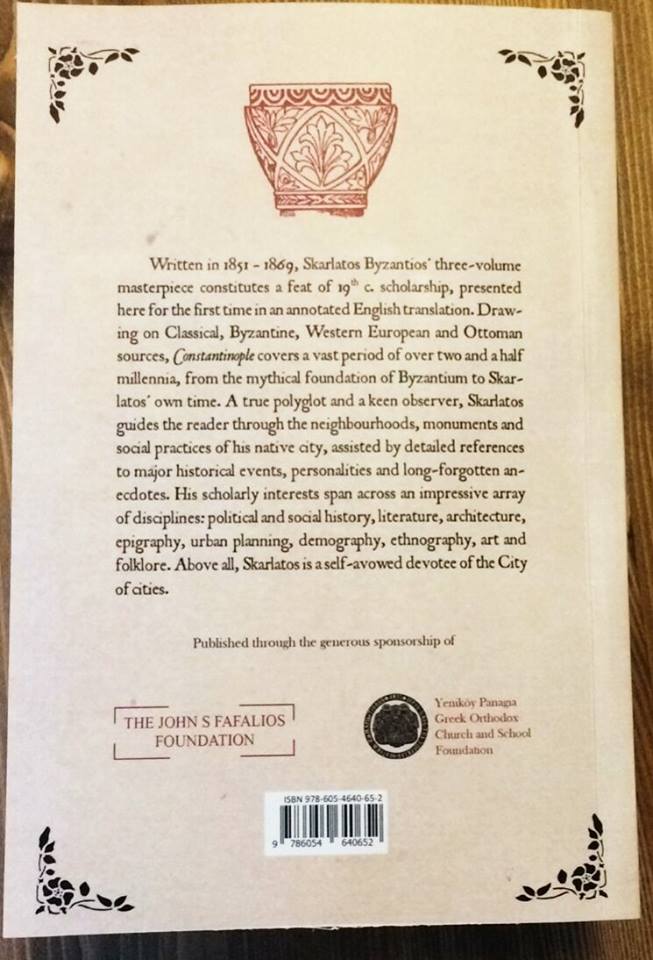 Written in 1851 – 1869, Skarlatos Byzantios' three-volume
masterpiece constitutes a feat of 19th c. scholarship, presented
here for the first time in an annotated English translation. Draw-
ing on Classical, Byzantine, Western European and Ottoman
sources, Constantinople covers a vast period of over two and a half
millennia, from the mythical foundation of Byzantium to Skar-
latos' own time. A true polyglot and a keen observer, Skarlatos
guides the reader through the neighbourhoods, monuments and
social practices of his native city, assisted by detailed references
to major historical events, personalities and long-forgotten an-
ecdotes. His scholarly interests span across an impressive array
of disciplines: political and social history, literature, architecture,
epigraphy, urban planning, demography, ethnography, art and
folklore. Above all, Skarlatos is a self-avowed devotee of the City
of cities.
Published through the generous sponsorship of
THE JOHN S FAFALIOS
FOUNDATION
Yeniköy Panagia
Greek Orthodox
Church and School
Foundation
ISBN 978-605-4640-65-2
9 786054 640652